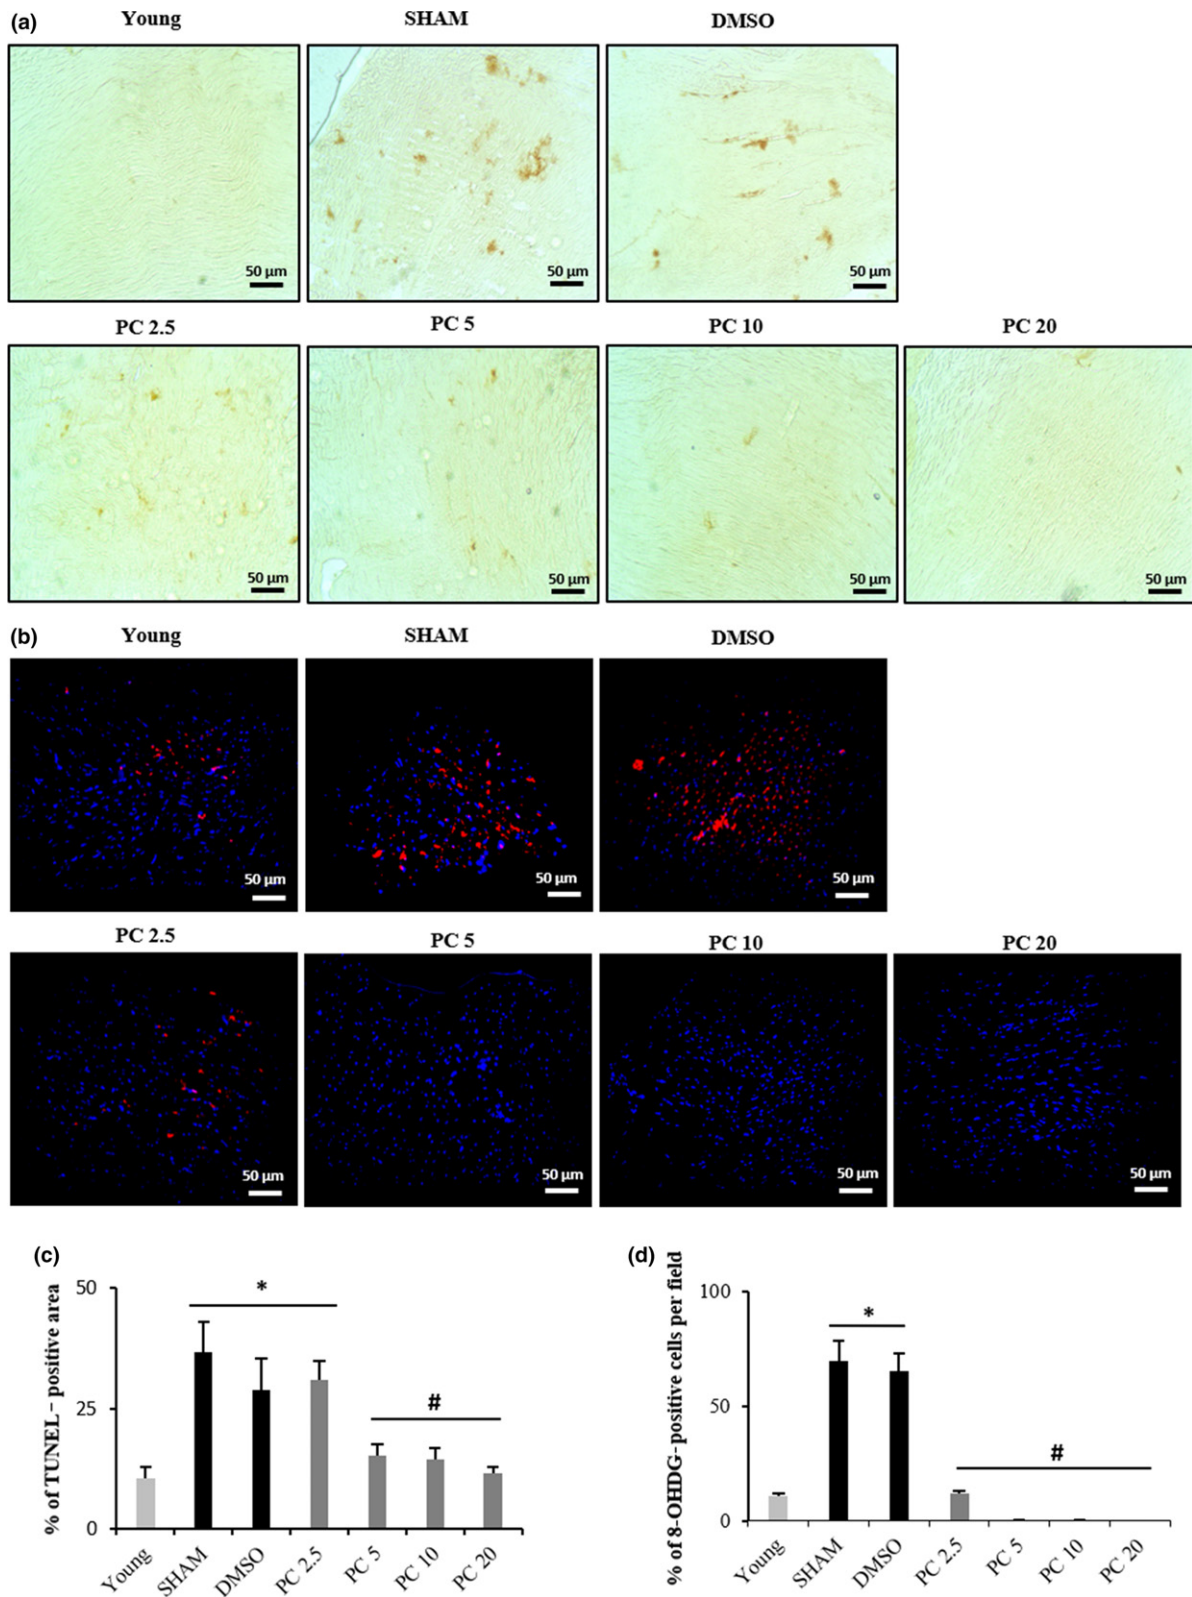 (a)
Young SHAM DMSO
50 µm 50 µm 50 µm
PC 2.5 PC 5 PC 10 PC 20
50 µm 50 µm 50 µm 50 µm
(b)
Young SHAM DMSO
50 µm 50 µm 50 µm
PC 2.5 PC 5 PC 10 PC 20
50 µm 50 µm 50 µm 50 µm
(c)
% of TUNEL–positive area
50
25
0
*
#
Young SHAM DMSO PC 2.5 PC 5 PC 10 PC 20
(d)
% of 8-OHDG-positive cells per field
100
50
0
*
#
Young SHAM DMSO PC 2.5 PC 5 PC 10 PC 20